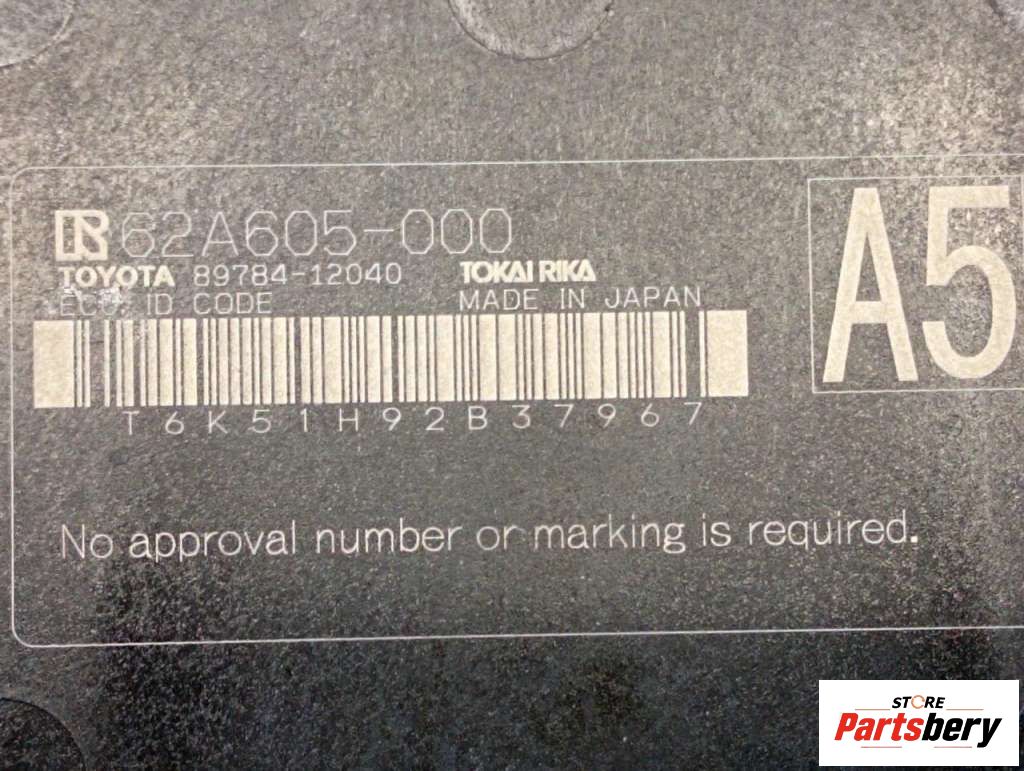 62A605-000
TOYOTA 89784-12040 TOKAI RIKA
ECU ID CODE MADE IN JAPAN
A5
T6K51H92B37967
No approval number or marking is required.
STORE
Partsbery